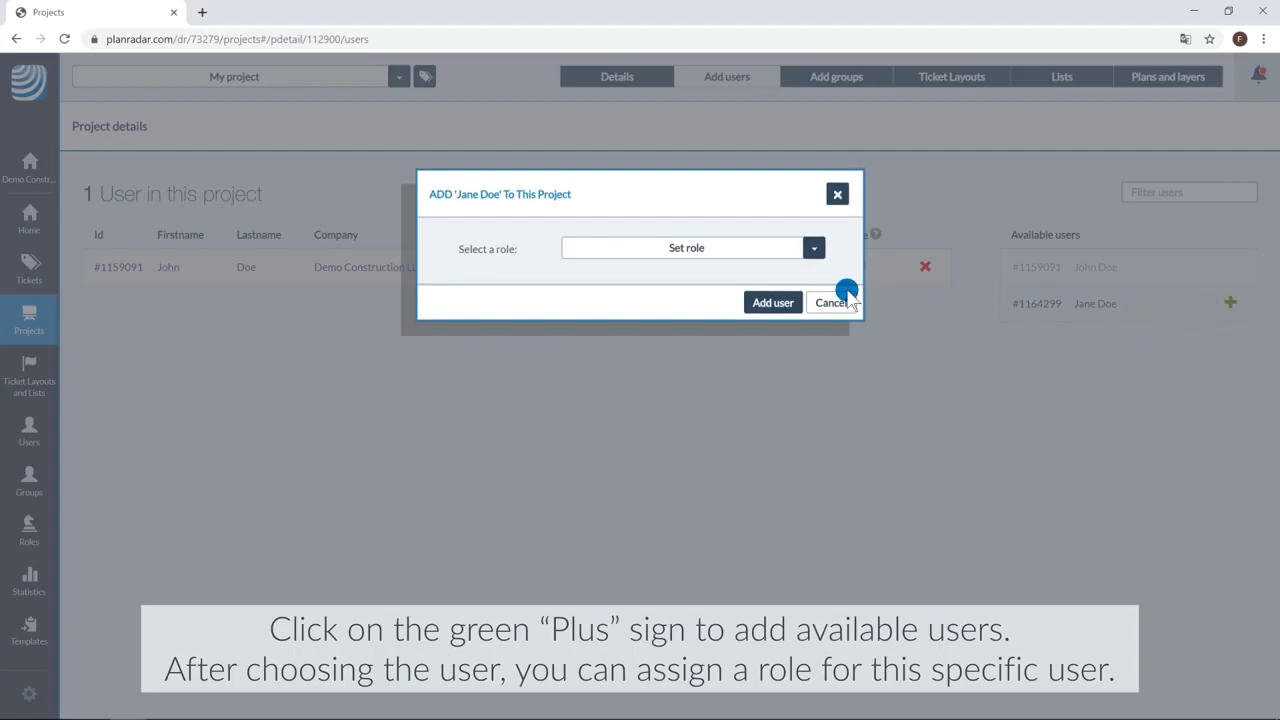 Projects
planradar.com/dr/73279/projects#/pdetail/112900/users
F
My project
Details
Add users
Add groups
Ticket Layouts
Lists
Plans and layers
Demo Constr...
Home
Tickets
Projects
Ticket Layouts
and Lists
Users
Groups
Roles
Statistics
Templates
Project details
1 User in this project
Filter users
Id Firstname Lastname Company
#1159091 John Doe Demo Construction
Available users
#1159091 John Doe
#1164299 Jane Doe
ADD 'Jane Doe' To This Project
Select a role:
Set role
Add user
Cancel
Click on the green “Plus” sign to add available users.
After choosing the user, you can assign a role for this specific user.